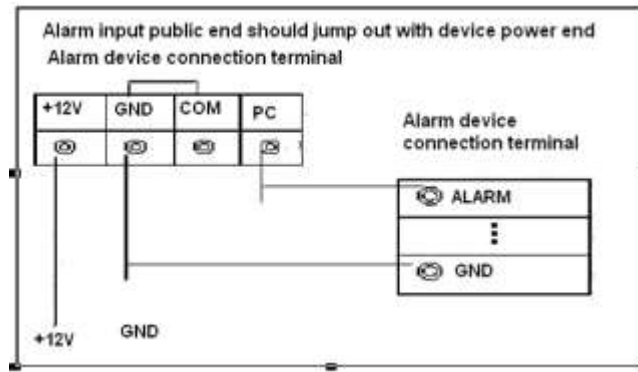 Alarm input public end should jump out with device power end
Alarm device connection terminal
+12V GND COM PC
Alarm device
connection terminal
ALARM
GND
+12V GND